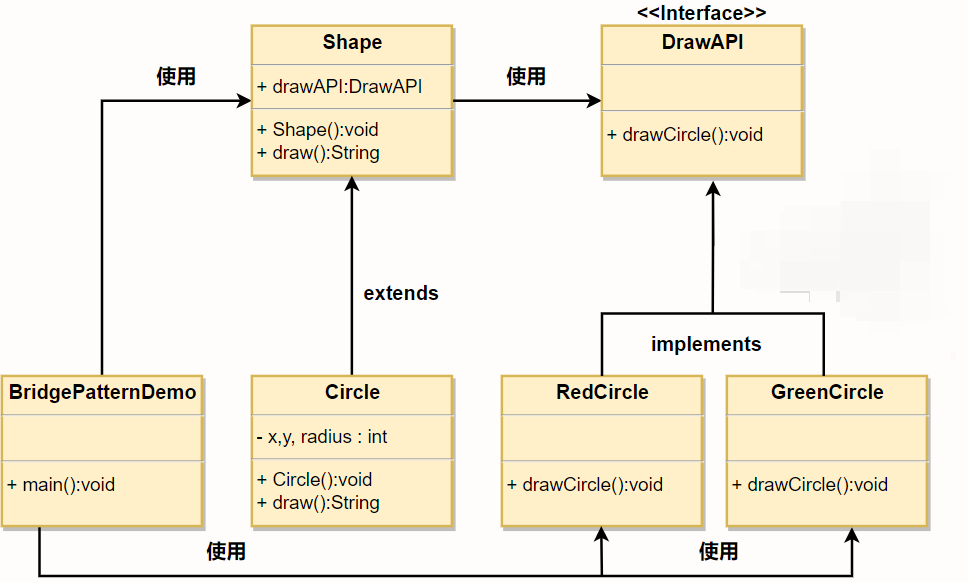 <<Interface>>
Shape
DrawAPI
使用
+ drawAPI:DrawAPI
使用
+ Shape():void
+ draw():String
+ drawCircle():void
extends
implements
BridgePatternDemo
Circle
RedCircle
GreenCircle
- x,y, radius : int
+ main():void
+ Circle():void
+ draw():String
+ drawCircle():void
+ drawCircle():void
使用
使用